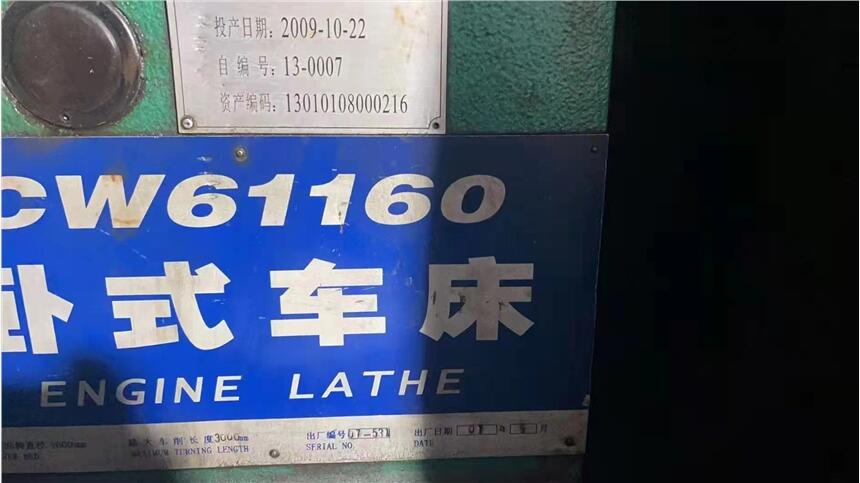 投产日期: 2009-10-22
自 编 号: 13-0007
资产编码: 13010108000216
CW61160
卧式车床
ENGINE LATHE
最大车削长度3000mm 出厂编号 出厂日期 年 月
MAXIMUM TURNING LENGTH SERIAL NO. DATE